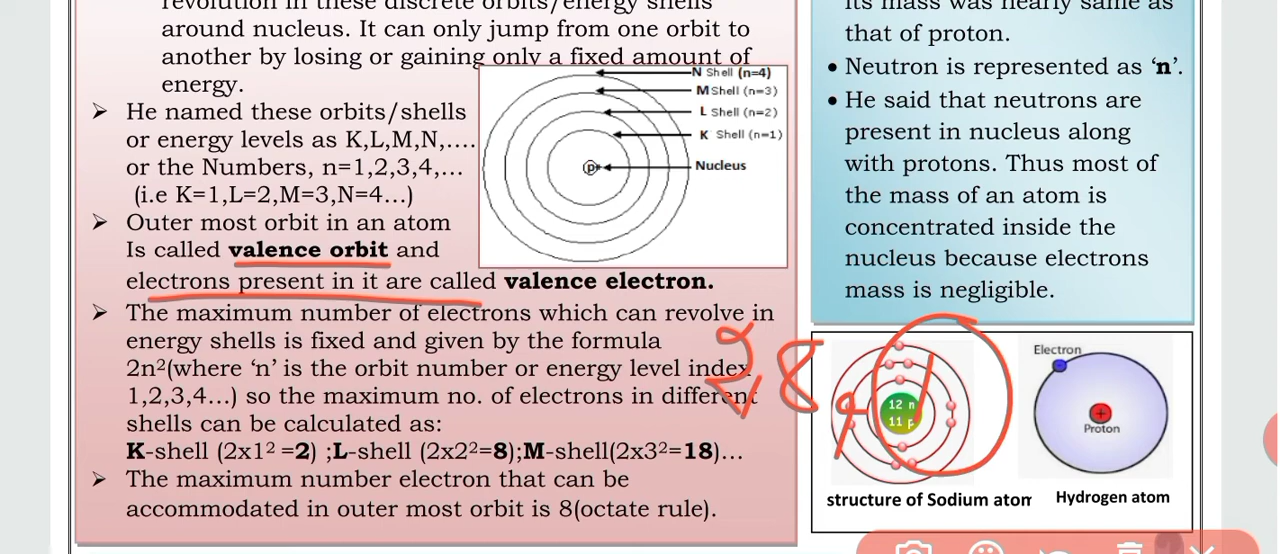 revolution in these discrete orbits/energy shells
around nucleus. It can only jump from one orbit to
another by losing or gaining only a fixed amount of
energy.
➢ He named these orbits/shells
or energy levels as K,L,M,N,....
or the Numbers, n=1,2,3,4,...
(i.e K=1,L=2,M=3,N=4...)
➢ Outer most orbit in an atom
Is called valence orbit and
electrons present in it are called valence electron.
➢ The maximum number of electrons which can revolve in
energy shells is fixed and given by the formula
2n²(where ‘n’ is the orbit number or energy level index
1,2,3,4...) so the maximum no. of electrons in different
shells can be calculated as:
K-shell (2x1² =2) ;L-shell (2x2²=8);M-shell(2x3²=18)...
➢ The maximum number electron that can be
accommodated in outer most orbit is 8(octate rule).
N Shell (n=4)
M Shell (n=3)
L Shell (n=2)
K Shell (n=1)
Nucleus
P+
its mass was nearly same as
that of proton.
• Neutron is represented as ‘n’.
• He said that neutrons are
present in nucleus along
with protons. Thus most of
the mass of an atom is
concentrated inside the
nucleus because electrons
mass is negligible.
2,8,1
12 n
11 p
structure of Sodium atom
Electron
+
Proton
Hydrogen atom